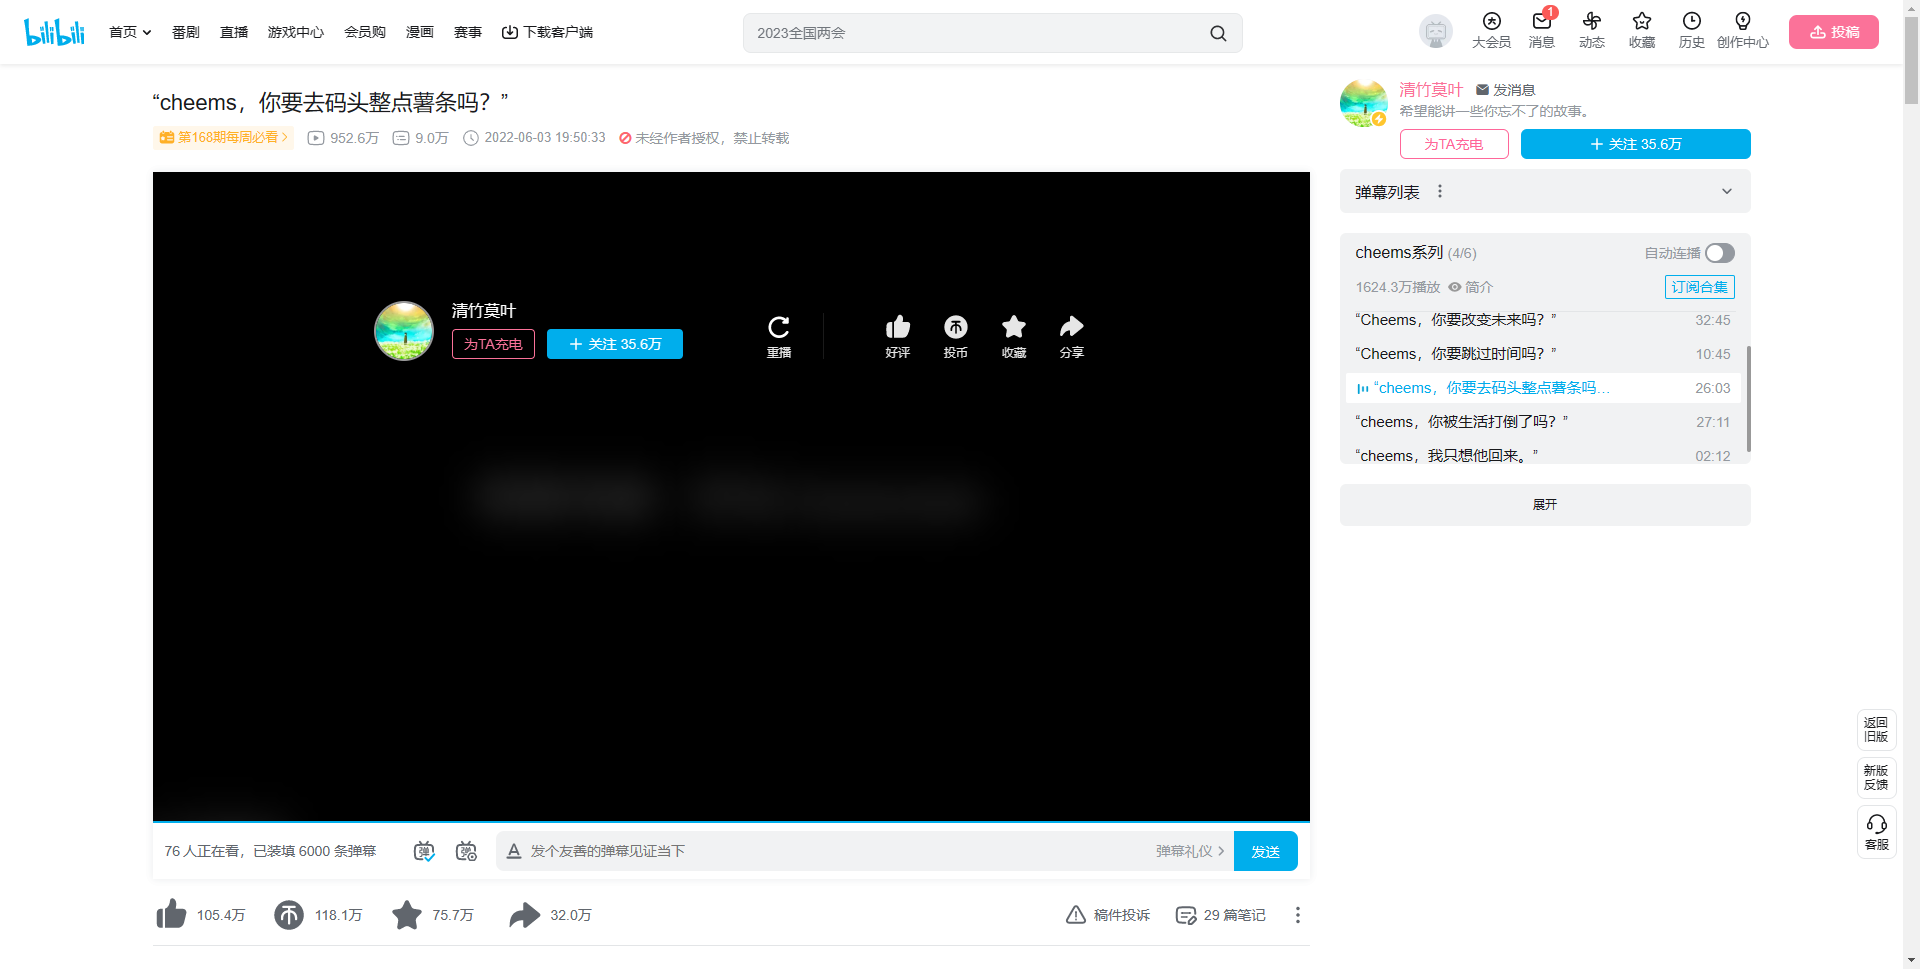 bilibili
首页
番剧
直播
游戏中心
会员购
漫画
赛事
下载客户端
2023全国两会
大会员
1
消息
动态
收藏
历史
创作中心
投稿
“cheems，你要去码头整点薯条吗？”
第168期每周必看
952.6万
9.0万
2022-06-03 19:50:33
未经作者授权，禁止转载
清竹莫叶
为TA充电
+ 关注 35.6万
重播
好评
投币
收藏
分享
76 人正在看，已装填 6000 条弹幕
弹
弹
A 发个友善的弹幕见证当下
弹幕礼仪
发送
105.4万
118.1万
75.7万
32.0万
稿件投诉
29 篇笔记
清竹莫叶
发消息
希望能讲一些你忘不了的故事。
为TA充电
+ 关注 35.6万
弹幕列表
cheems系列 (4/6)
自动连播
1624.3万播放
简介
订阅合集
“Cheems，你要改变未来吗？”
32:45
“Cheems，你要跳过时间吗？”
10:45
“cheems，你要去码头整点薯条吗…
26:03
“cheems，你被生活打倒了吗？”
27:11
“cheems，我只想他回来。”
02:12
展开
返回
旧版
新版
反馈
客服